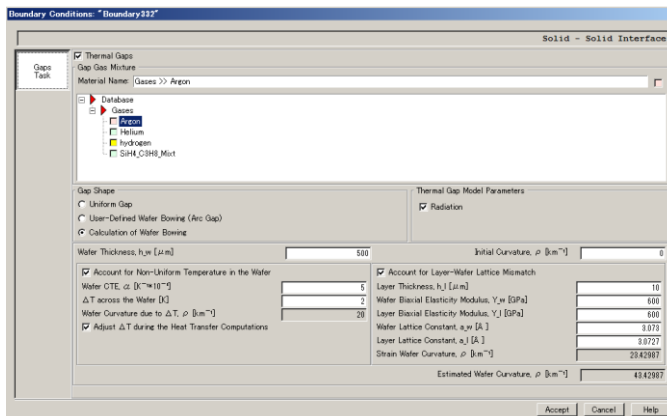 Boundary Conditions: "Boundary332"
Solid - Solid Interface
Gaps
Task
Thermal Gaps
Gap Gas Mixture
Material Name: Gases >> Argon
Database
Gases
Argon
Helium
hydrogen
SiH4_C3H8_Mixt
Gap Shape
Uniform Gap
User-Defined Wafer Bowing (Arc Gap)
Calculation of Wafer Bowing
Thermal Gap Model Parameters
Radiation
Wafer Thickness, h_w [μm] 500
Initial Curvature, ρ [km⁻¹] 0
Account for Non-Uniform Temperature in the Wafer
Wafer CTE, α [K⁻¹*10⁻⁶] 5
ΔT across the Wafer [K] 2
Wafer Curvature due to ΔT, ρ [km⁻¹] 20
Adjust ΔT during the Heat Transfer Computations
Account for Layer-Wafer Lattice Mismatch
Layer Thickness, h_l [μm] 10
Wafer Biaxial Elasticity Modulus, Y_w [GPa] 600
Layer Biaxial Elasticity Modulus, Y_l [GPa] 600
Wafer Lattice Constant, a_w [A] 3.073
Layer Lattice Constant, a_l [A] 3.0727
Strain Wafer Curvature, ρ [km⁻¹] 23.42987
Estimated Wafer Curvature, ρ [km⁻¹] 43.42987
Accept Cancel Help